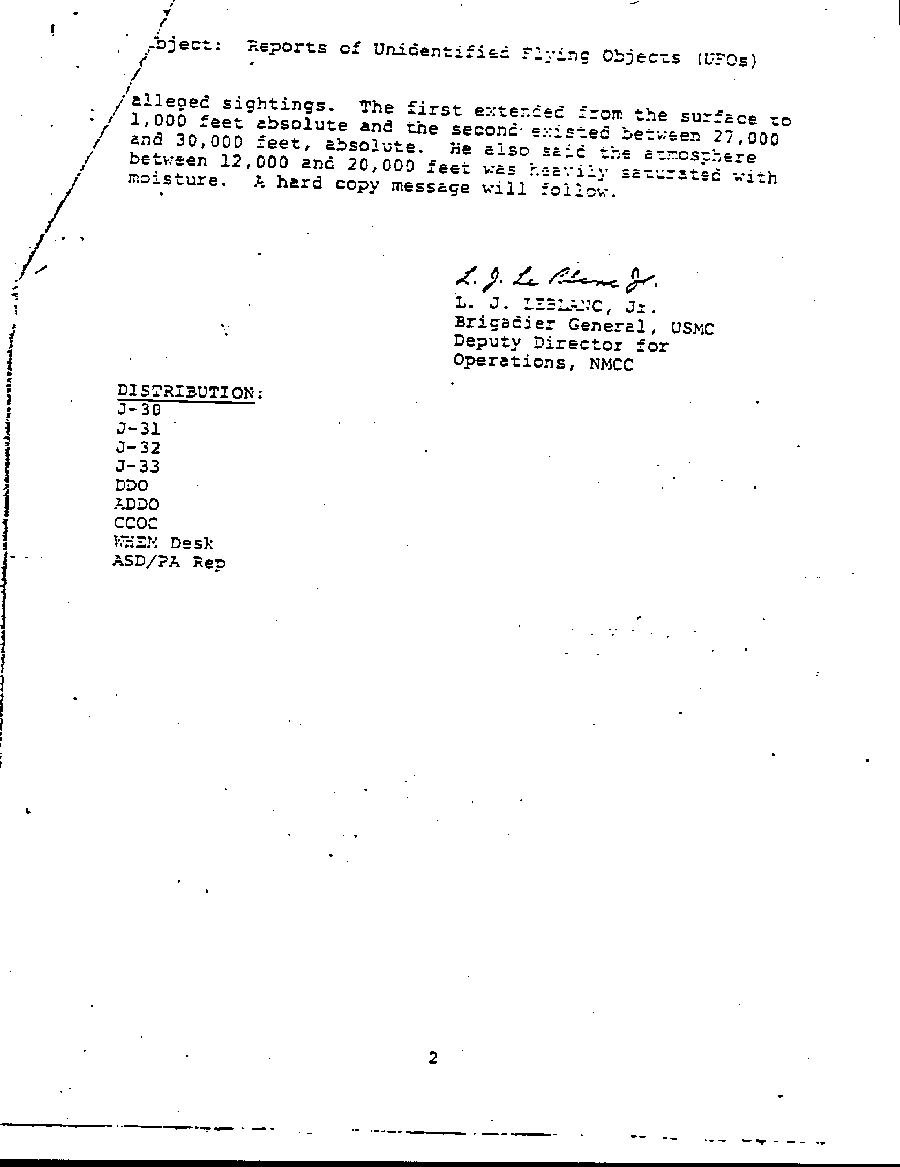 bject: Reports of Unidentified Flying Objects (UFOs)
alleged sightings. The first extended from the surface to
1,000 feet absolute and the second existed between 27,000
and 30,000 feet, absolute. He also said the atmosphere
between 12,000 and 20,000 feet was heavily saturated with
moisture. A hard copy message will follow.
L. J. Le Blanc Jr.
L. J. LEBLANC, Jr.
Brigadier General, USMC
Deputy Director for
Operations, NMCC
DISTRIBUTION:
J-30
J-31
J-32
J-33
DDO
ADDO
CCOC
WHEM Desk
ASD/PA Rep
2